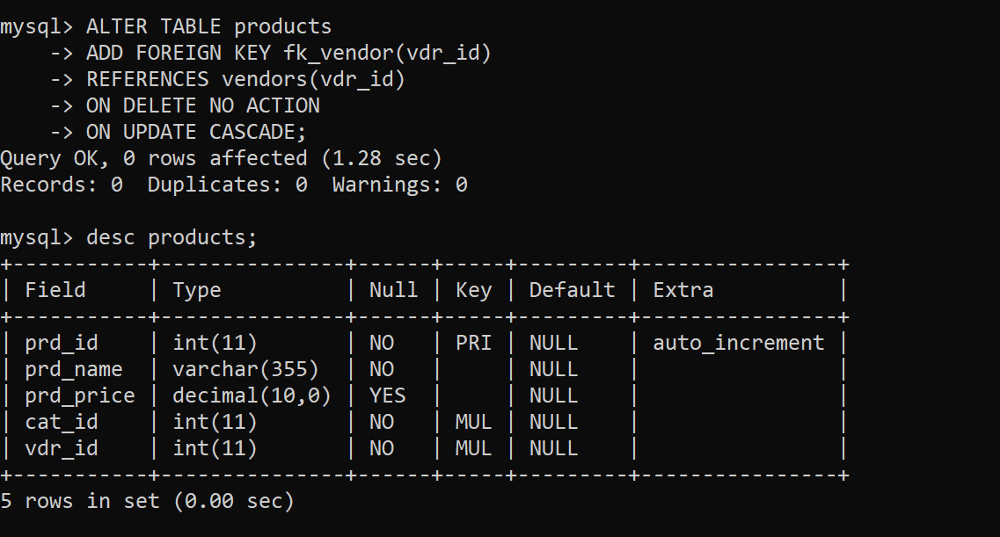 mysql> ALTER TABLE products
    -> ADD FOREIGN KEY fk_vendor(vdr_id)
    -> REFERENCES vendors(vdr_id)
    -> ON DELETE NO ACTION
    -> ON UPDATE CASCADE;
Query OK, 0 rows affected (1.28 sec)
Records: 0  Duplicates: 0  Warnings: 0

mysql> desc products;
+-----------+---------------+------+-----+---------+----------------+
| Field     | Type          | Null | Key | Default | Extra          |
+-----------+---------------+------+-----+---------+----------------+
| prd_id    | int(11)       | NO   | PRI | NULL    | auto_increment |
| prd_name  | varchar(355)  | NO   |     | NULL    |                |
| prd_price | decimal(10,0) | YES  |     | NULL    |                |
| cat_id    | int(11)       | NO   | MUL | NULL    |                |
| vdr_id    | int(11)       | NO   | MUL | NULL    |                |
+-----------+---------------+------+-----+---------+----------------+
5 rows in set (0.00 sec)